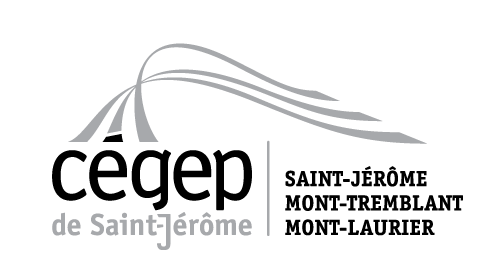 cégep
de Saint-Jérôme
SAINT-JÉRÔME
MONT-TREMBLANT
MONT-LAURIER